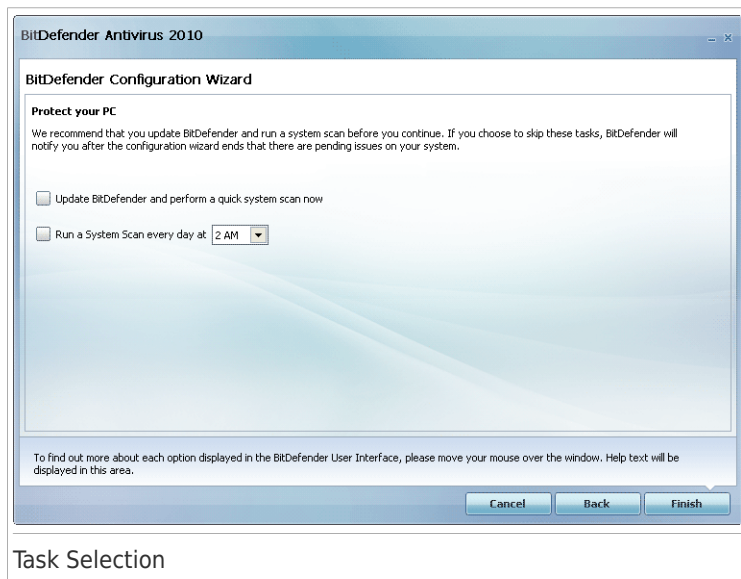 BitDefender Antivirus 2010
BitDefender Configuration Wizard
Protect your PC
We recommend that you update BitDefender and run a system scan before you continue. If you choose to skip these tasks, BitDefender will
notify you after the configuration wizard ends that there are pending issues on your system.
Update BitDefender and perform a quick system scan now
Run a System Scan every day at 2 AM
To find out more about each option displayed in the BitDefender User Interface, please move your mouse over the window. Help text will be
displayed in this area.
Cancel Back Finish
Task Selection